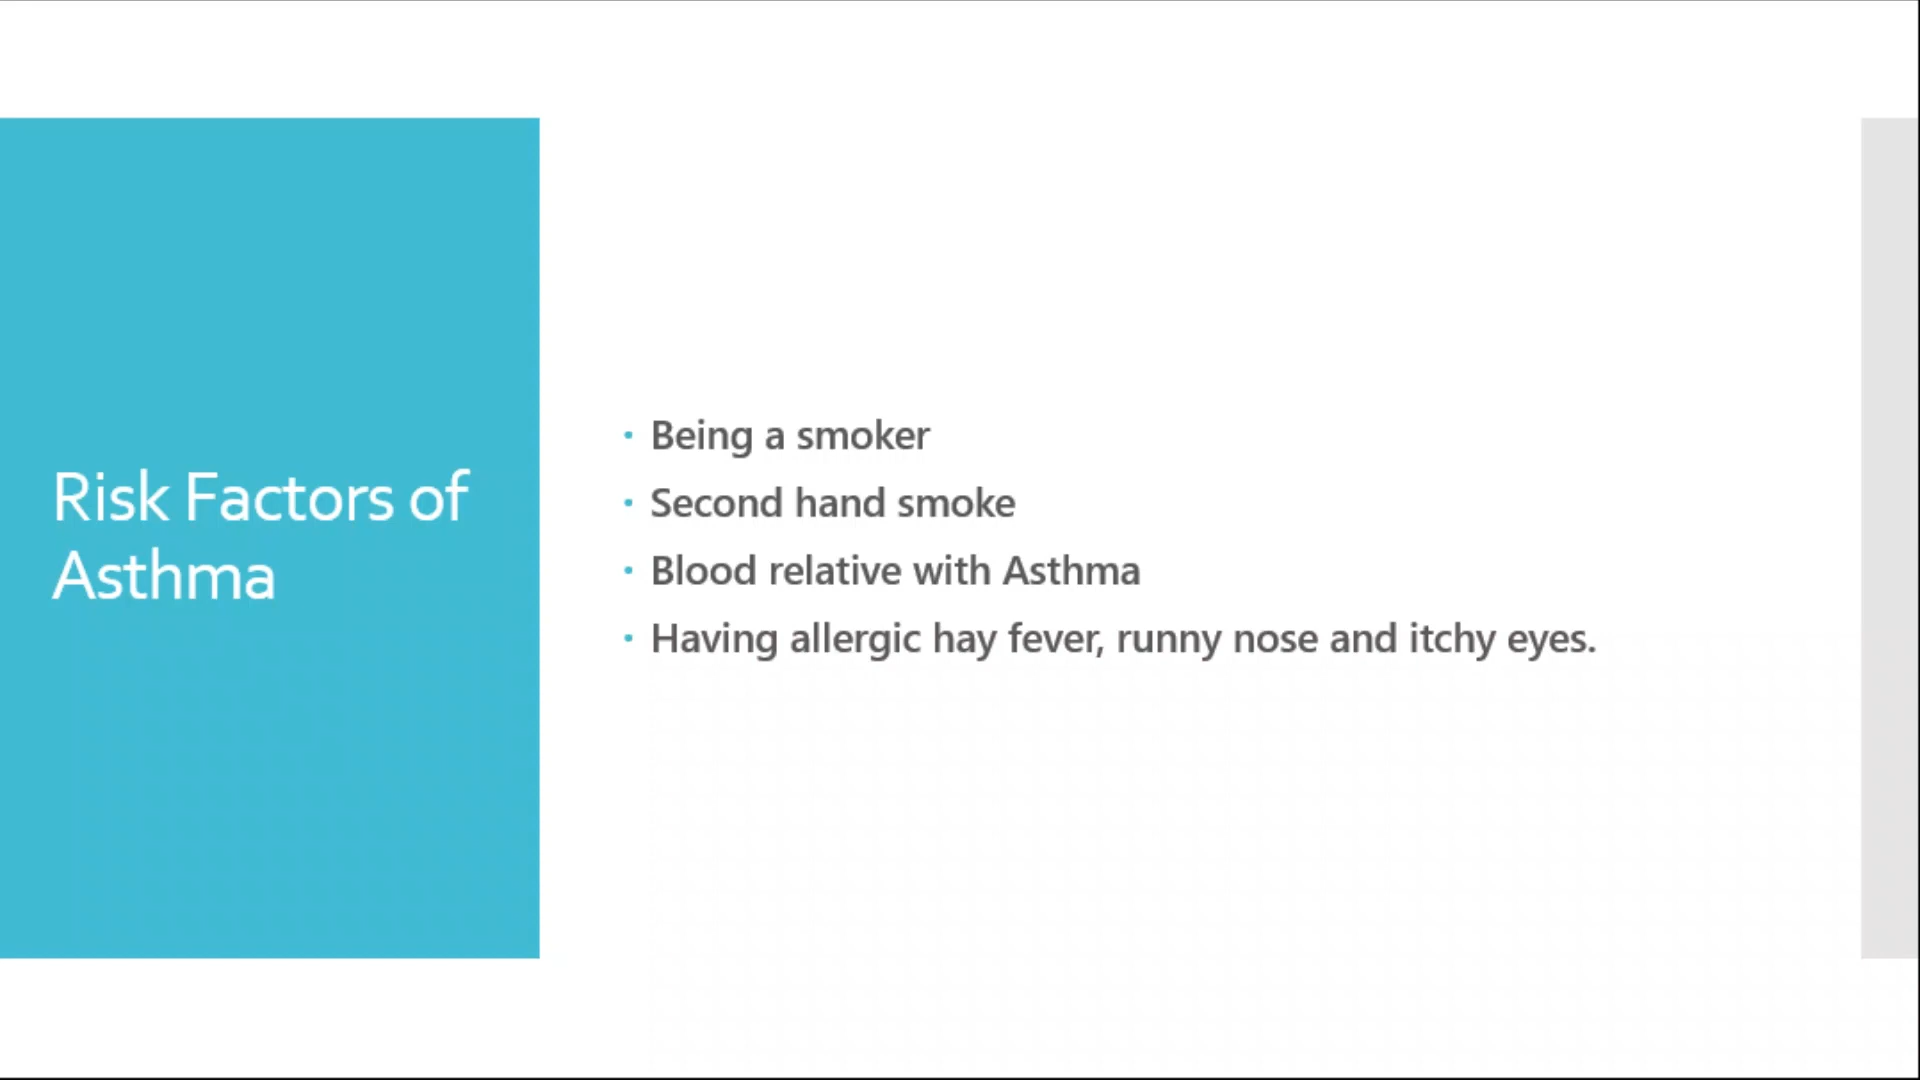 Risk Factors of
Asthma
· Being a smoker
· Second hand smoke
· Blood relative with Asthma
· Having allergic hay fever, runny nose and itchy eyes.